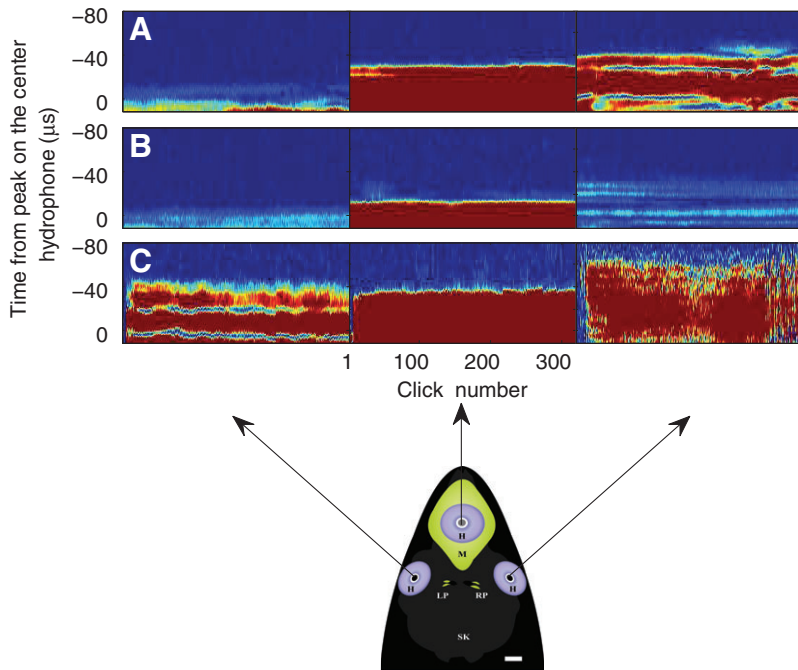 Time from peak on the center
hydrophone (μs)
A
−80
−40
0
B
−80
−40
0
C
−80
−40
0
1 100 200 300
Click number
H
M
H
H
LP
RP
SK